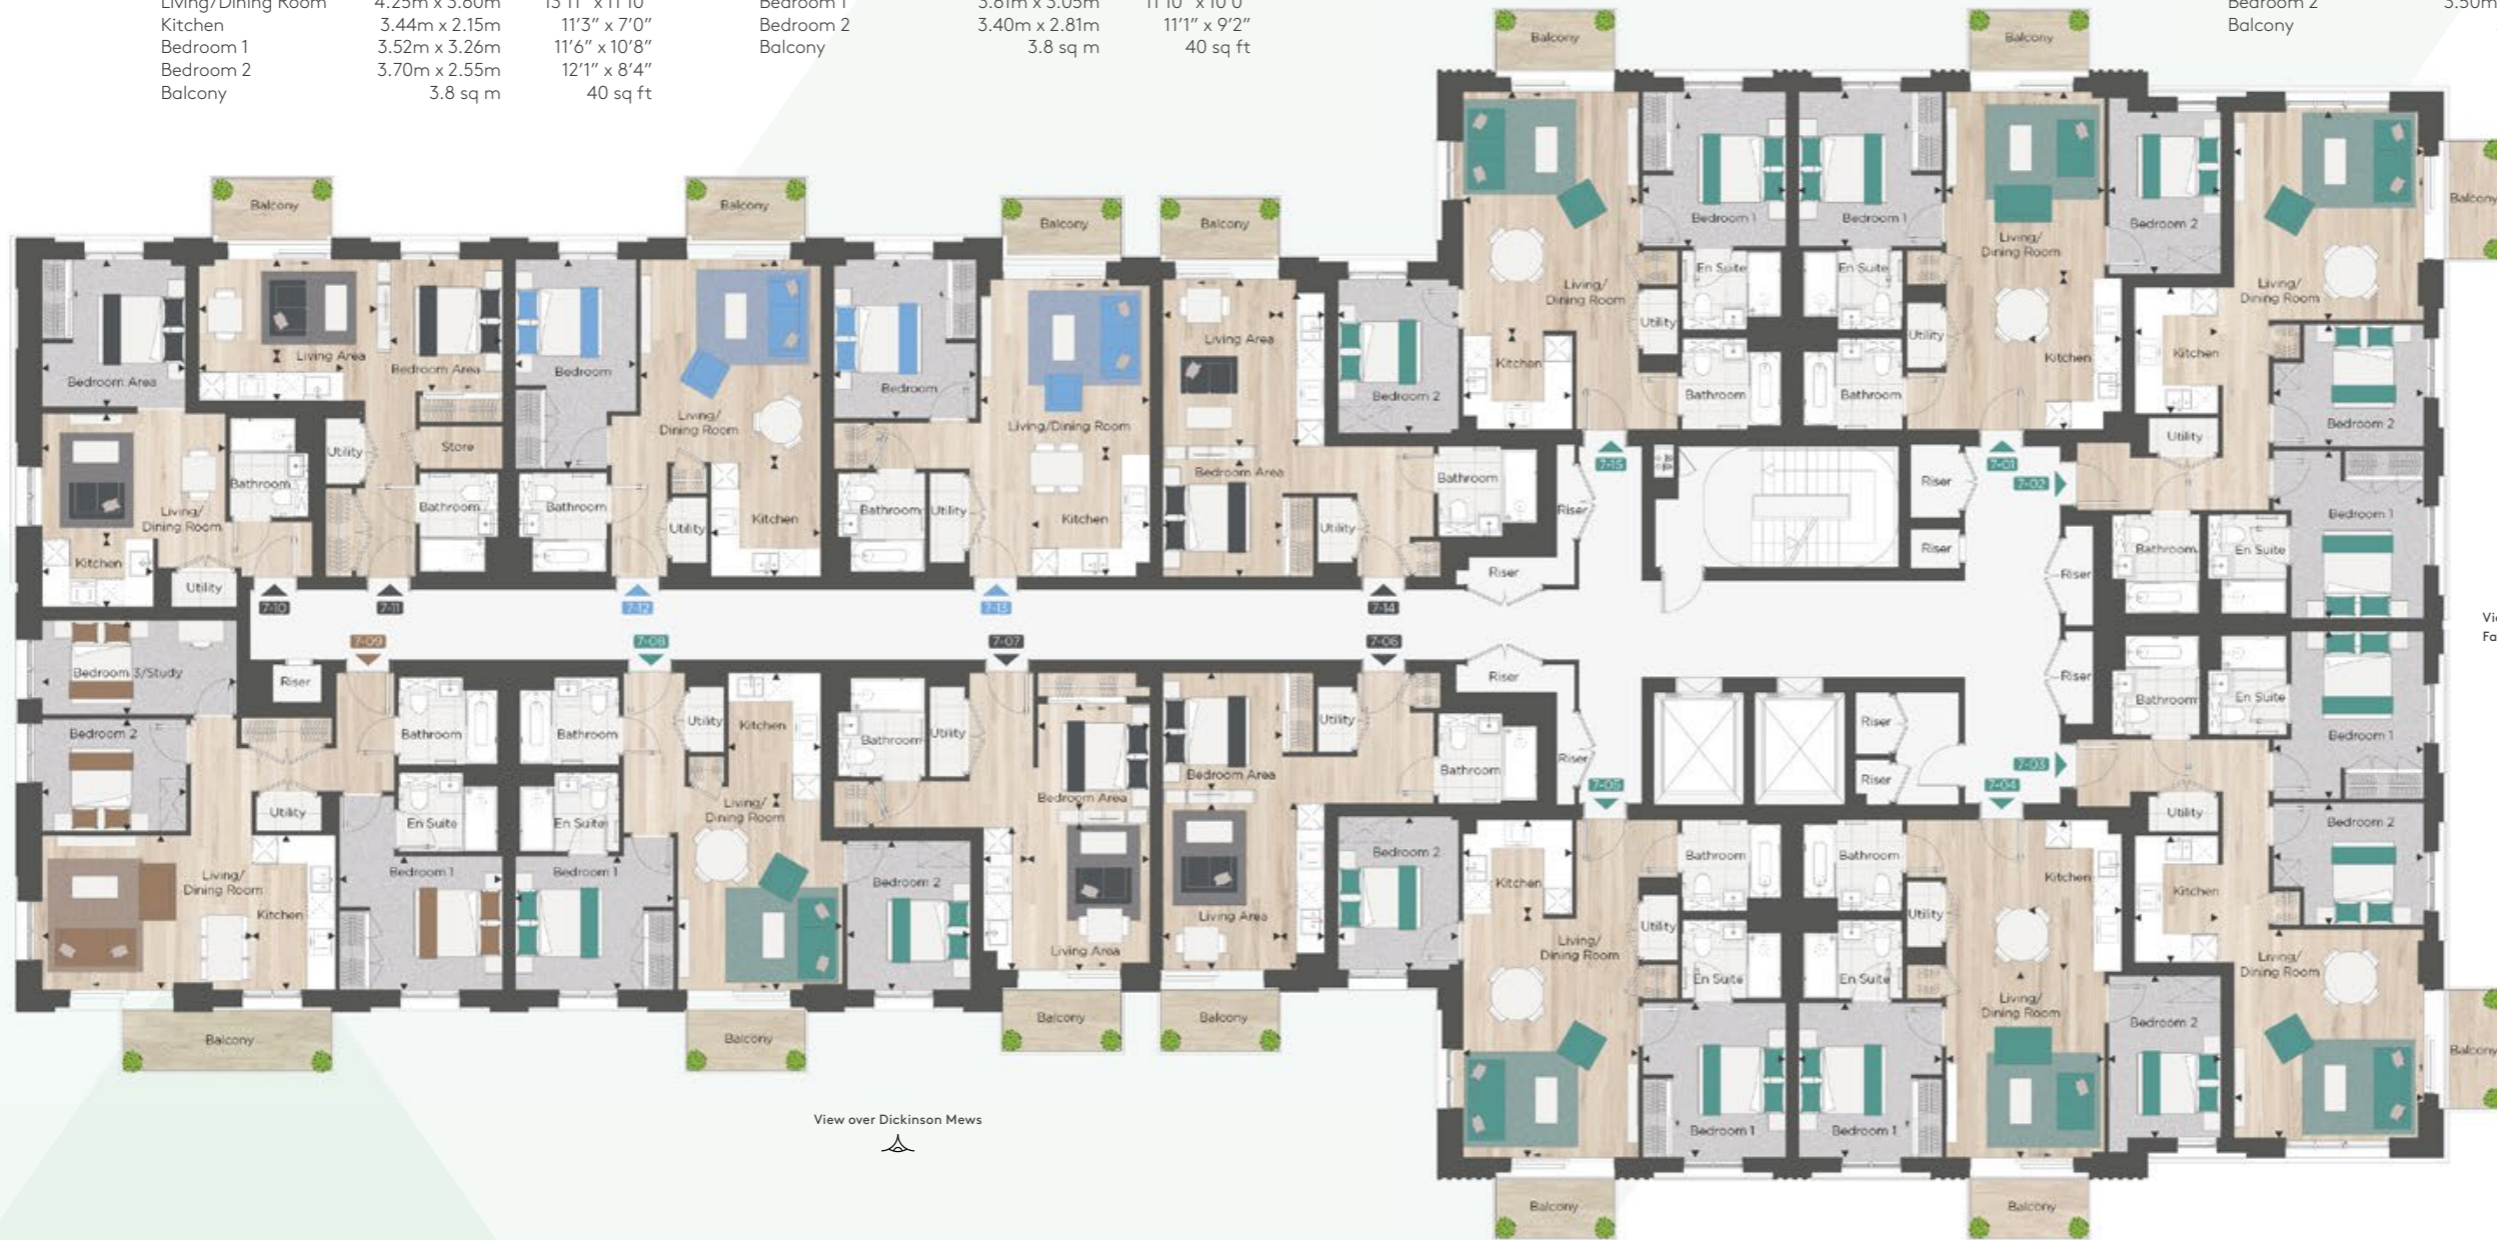 Living/Dining Room 4.25m x 3.60m 13'11" x 11'10"
Kitchen 3.44m x 2.15m 11'3" x 7'0"
Bedroom 1 3.52m x 3.26m 11'6" x 10'8"
Bedroom 2 3.70m x 2.55m 12'1" x 8'4"
Balcony 3.8 sq m 40 sq ft
Bedroom 1 3.61m x 3.05m 11'10" x 10'0"
Bedroom 2 3.40m x 2.81m 11'1" x 9'2"
Balcony 3.8 sq m 40 sq ft
Bedroom 2 3.50m
Balcony
Balcony
Balcony
Balcony
Balcony
Balcony
Balcony
Balcony
Bedroom Area
Living Area
Bedroom Area
Bedroom
Living/
Dining Room
Kitchen
Bedroom
Living/Dining Room
Kitchen
Living Area
Bedroom Area
Bedroom 2
Kitchen
Living/
Dining Room
Bedroom 1
En Suite
Utility
Bathroom
Bedroom 1
En Suite
Utility
Bathroom
Living/
Dining Room
Kitchen
Bedroom 2
Living/
Dining Room
Kitchen
Utility
Bedroom 2
Bedroom 1
Bathroom
En Suite
Living/
Dining Room
Kitchen
Bathroom
Utility
Utility
Store
Bathroom
Bathroom
Utility
Bathroom
Utility
Utility
Bathroom
Riser
Riser
Riser
Riser
Riser
7-10
7-11
7-12
7-13
7-14
7-15
7-01
7-02
7-09
7-08
7-07
7-06
7-05
7-04
7-03
Bedroom 3/Study
Riser
Bedroom 2
Bathroom
Utility
En Suite
Living/
Dining Room
Kitchen
Bedroom 1
Bathroom
En Suite
Bedroom 1
Utility
Kitchen
Living/
Dining Room
Bedroom 2
Bathroom
Utility
Bedroom Area
Living Area
Bedroom Area
Living Area
Utility
Bathroom
Riser
Riser
Riser
Riser
Riser
Bedroom 2
Kitchen
Living/
Dining Room
Bathroom
Utility
En Suite
Bedroom 1
Bathroom
Utility
En Suite
Bedroom 1
Kitchen
Living/
Dining Room
Bedroom 2
Bathroom
En Suite
Bedroom 1
Utility
Bedroom 2
Kitchen
Living/
Dining Room
Balcony
Balcony
Balcony
Balcony
Balcony
Balcony
Balcony
View over Dickinson Mews